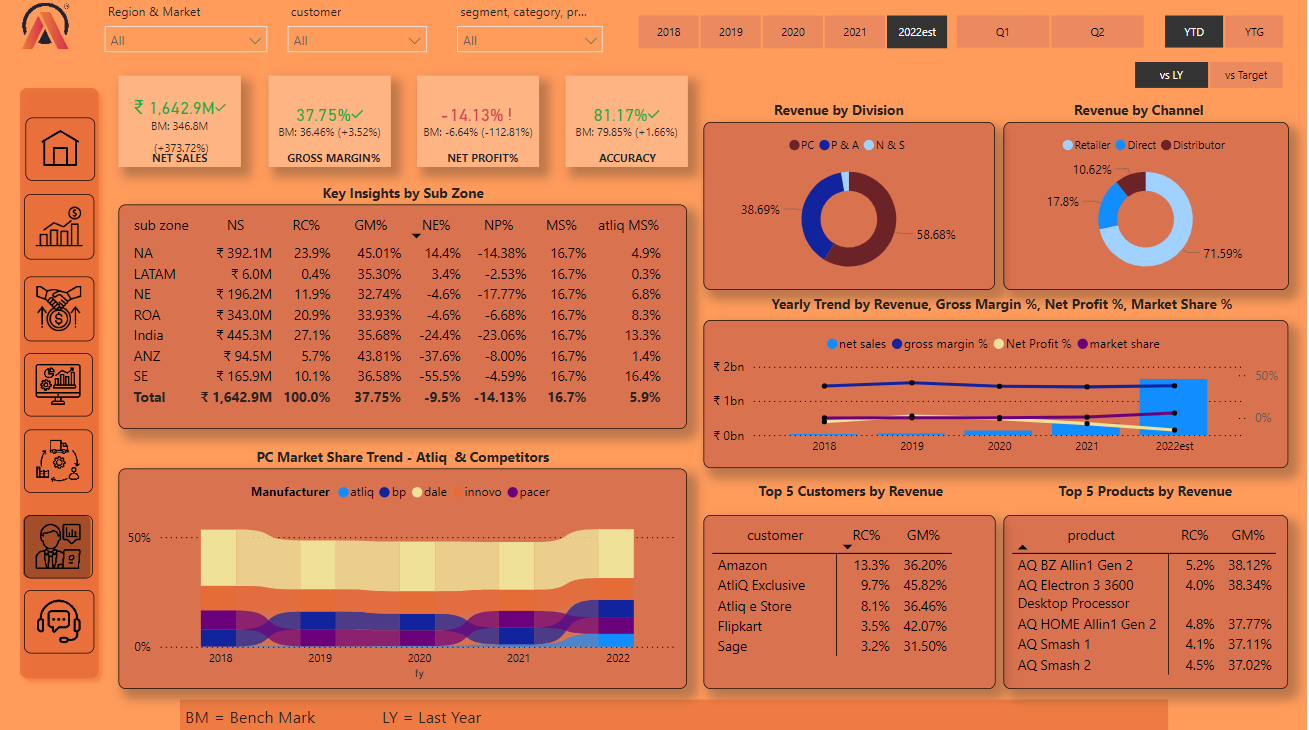 Region & Market
customer
segment, category, pr...
All
All
All
2018
2019
2020
2021
2022est
Q1
Q2
YTD
YTG
vs LY
vs Target
₹ 1,642.9M✓
BM: 346.8M
(+373.72%)
NET SALES
37.75%✓
BM: 36.46% (+3.52%)
GROSS MARGIN%
-14.13% !
BM: -6.64% (-112.81%)
NET PROFIT%
81.17%✓
BM: 79.85% (+1.66%)
ACCURACY
Key Insights by Sub Zone
sub zone NS RC% GM% NE% NP% MS% atliq MS%
NA ₹ 392.1M 23.9% 45.01% 14.4% -14.38% 16.7% 4.9%
LATAM ₹ 6.0M 0.4% 35.30% 3.4% -2.53% 16.7% 0.3%
NE ₹ 196.2M 11.9% 32.74% -4.6% -17.77% 16.7% 6.8%
ROA ₹ 343.0M 20.9% 33.93% -4.6% -6.68% 16.7% 8.3%
India ₹ 445.3M 27.1% 35.68% -24.4% -23.06% 16.7% 13.3%
ANZ ₹ 94.5M 5.7% 43.81% -37.6% -8.00% 16.7% 1.4%
SE ₹ 165.9M 10.1% 36.58% -55.5% -4.59% 16.7% 16.4%
Total ₹ 1,642.9M 100.0% 37.75% -9.5% -14.13% 16.7% 5.9%
Revenue by Division
PC P & A N & S
38.69%
58.68%
Revenue by Channel
Retailer Direct Distributor
10.62%
17.8%
71.59%
Yearly Trend by Revenue, Gross Margin %, Net Profit %, Market Share %
net sales gross margin % Net Profit % market share
₹ 2bn
₹ 1bn
₹ 0bn
50%
0%
2018 2019 2020 2021 2022est
PC Market Share Trend - Atliq & Competitors
Manufacturer atliq bp dale innovo pacer
50%
0%
2018 2019 2020 2021 2022
fy
Top 5 Customers by Revenue
customer RC% GM%
Amazon 13.3% 36.20%
AtliQ Exclusive 9.7% 45.82%
Atliq e Store 8.1% 36.46%
Flipkart 3.5% 42.07%
Sage 3.2% 31.50%
Top 5 Products by Revenue
product RC% GM%
AQ BZ Allin1 Gen 2 5.2% 38.12%
AQ Electron 3 3600 4.0% 38.34%
Desktop Processor
AQ HOME Allin1 Gen 2 4.8% 37.77%
AQ Smash 1 4.1% 37.11%
AQ Smash 2 4.5% 37.02%
BM = Bench Mark LY = Last Year